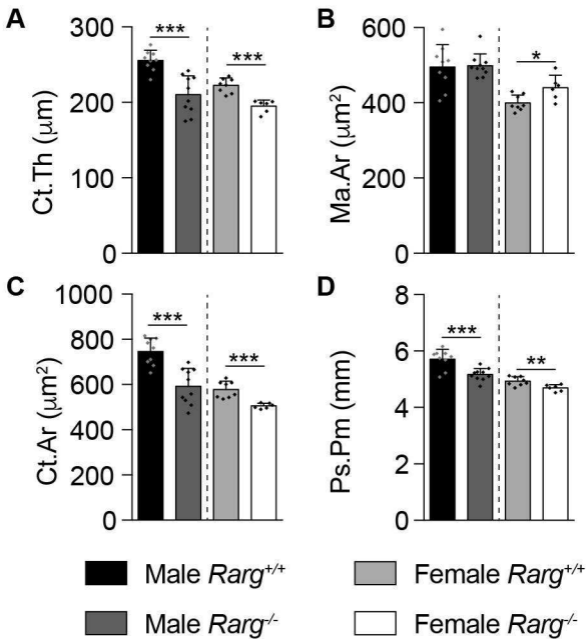 A
300
200
100
0
Ct.Th (μm)
***
***
B
600
400
600
0
Ma.Ar (μm²)
*
C
1000
800
600
400
200
0
Ct.Ar (μm²)
***
***
D
8
6
4
2
0
Ps.Pm (mm)
***
**
Male Rarg+/+
Female Rarg+/+
Male Rarg-/-
Female Rarg-/-